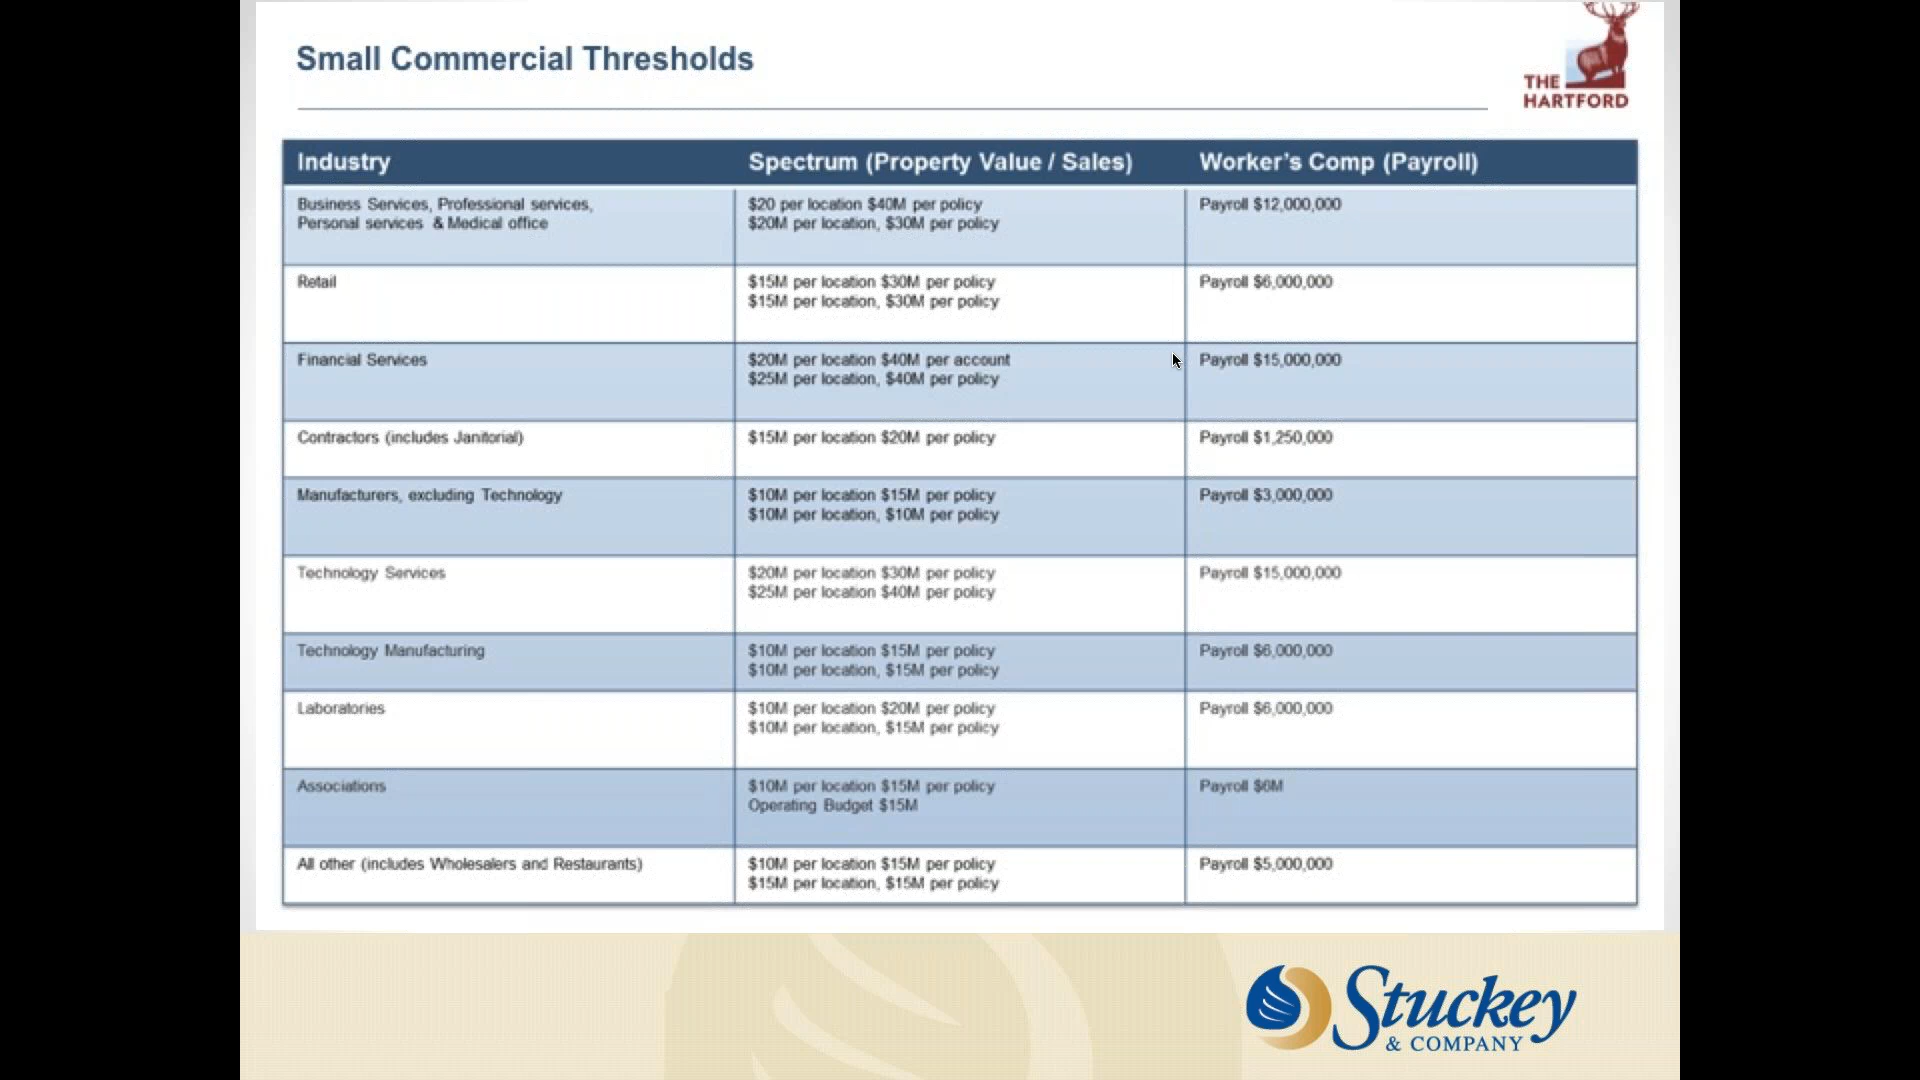 Small Commercial Thresholds
THE
HARTFORD
Industry
Spectrum (Property Value / Sales)
Worker's Comp (Payroll)
Business Services, Professional services,
Personal services & Medical office
$20 per location $40M per policy
$20M per location, $30M per policy
Payroll $12,000,000
Retail
$15M per location $30M per policy
$15M per location, $30M per policy
Payroll $6,000,000
Financial Services
$20M per location $40M per account
$25M per location, $40M per policy
Payroll $15,000,000
Contractors (includes Janitorial)
$15M per location $20M per policy
Payroll $1,250,000
Manufacturers, excluding Technology
$10M per location $15M per policy
$10M per location, $10M per policy
Payroll $3,000,000
Technology Services
$20M per location $30M per policy
$25M per location $40M per policy
Payroll $15,000,000
Technology Manufacturing
$10M per location $15M per policy
$10M per location, $15M per policy
Payroll $6,000,000
Laboratories
$10M per location $20M per policy
$10M per location, $15M per policy
Payroll $6,000,000
Associations
$10M per location $15M per policy
Operating Budget $15M
Payroll $6M
All other (includes Wholesalers and Restaurants)
$10M per location $15M per policy
$15M per location, $15M per policy
Payroll $5,000,000
Stuckey
& COMPANY